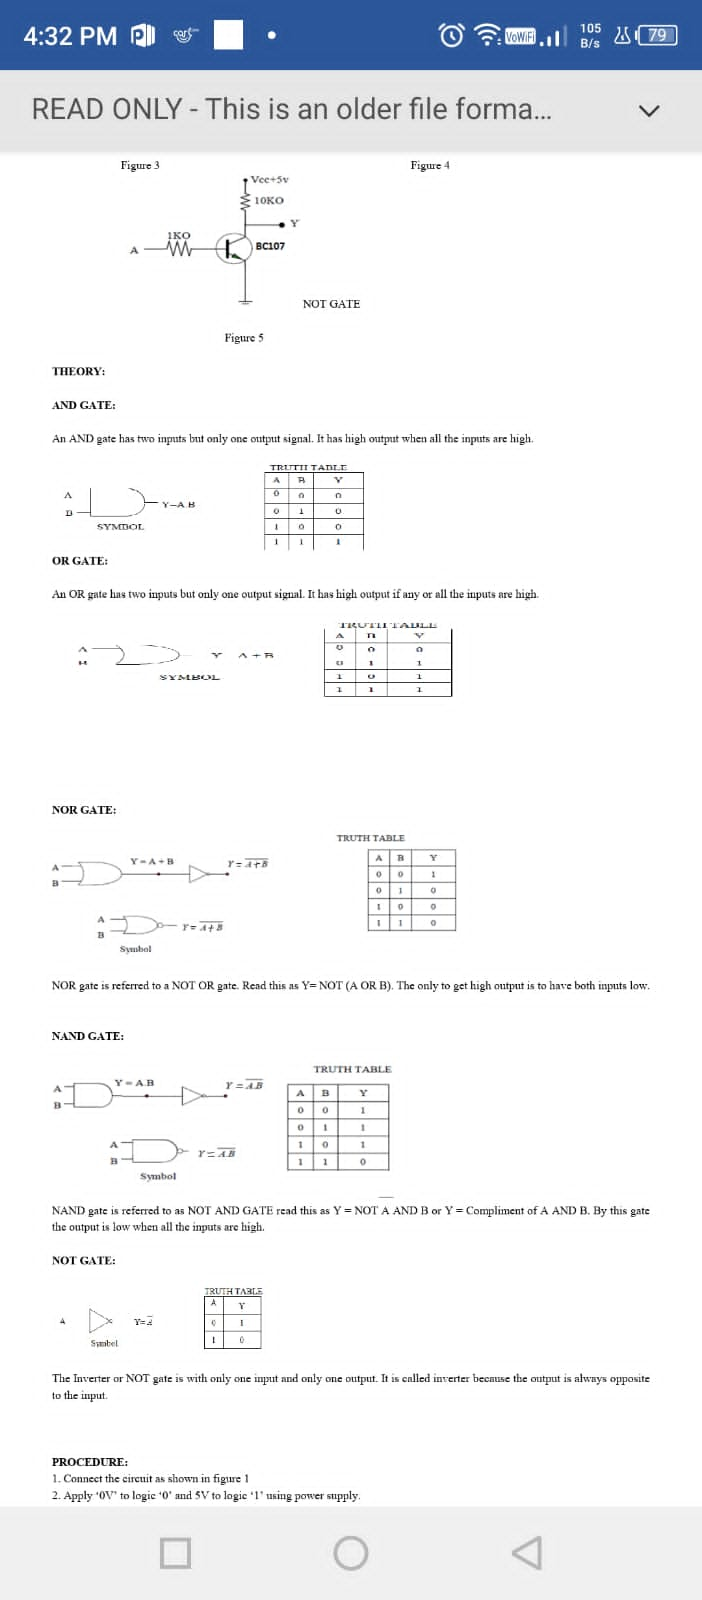 4:32 PM
VoWiFi 105 B/s 79
READ ONLY - This is an older file forma...
Figure 3 Figure 4
Vcc+5v
10KO
Y
1KO
A BC107
NOT GATE
Figure 5
THEORY:
AND GATE:
An AND gate has two inputs but only one output signal. It has high output when all the inputs are high.
TRUTH TABLE
A B Y
0 0 0
0 1 0
1 0 0
1 1 1
A
B
Y=A B
SYMBOL
OR GATE:
An OR gate has two inputs but only one output signal. It has high output if any or all the inputs are high.
TRUTH TABLE
A B Y
0 0 0
0 1 1
1 0 1
1 1 1
A
B
Y A+B
SYMBOL
NOR GATE:
TRUTH TABLE
A B Y
0 0 1
0 1 0
1 0 0
1 1 0
A
B
Y=A+B
Y= A+B
A
B
Y= A+B
Symbol
NOR gate is referred to a NOT OR gate. Read this as Y= NOT (A OR B). The only to get high output is to have both inputs low.
NAND GATE:
TRUTH TABLE
A B Y
0 0 1
0 1 1
1 0 1
1 1 0
A
B
Y=A.B
Y=A.B
A
B
Y=A.B
Symbol
NAND gate is referred to as NOT AND GATE read this as Y = NOT A AND B or Y = Compliment of A AND B. By this gate
the output is low when all the inputs are high.
NOT GATE:
TRUTH TABLE
A Y
0 1
1 0
A
Y=A
Symbol
The Inverter or NOT gate is with only one input and only one output. It is called inverter because the output is always opposite
to the input.
PROCEDURE:
1. Connect the circuit as shown in figure 1
2. Apply ‘0V’ to logic ‘0’ and 5V to logic ‘1’ using power supply.